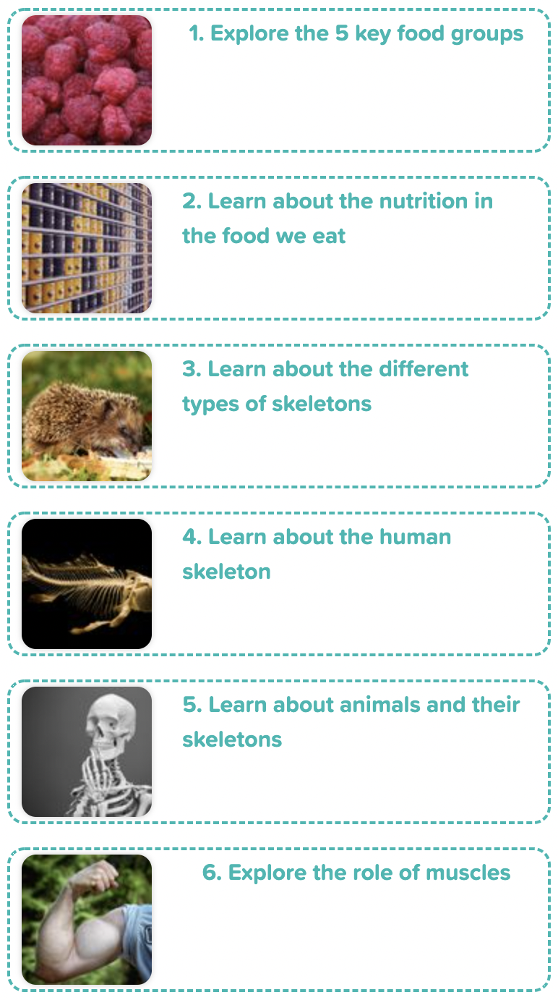 1. Explore the 5 key food groups
2. Learn about the nutrition in
the food we eat
3. Learn about the different
types of skeletons
4. Learn about the human
skeleton
5. Learn about animals and their
skeletons
6. Explore the role of muscles